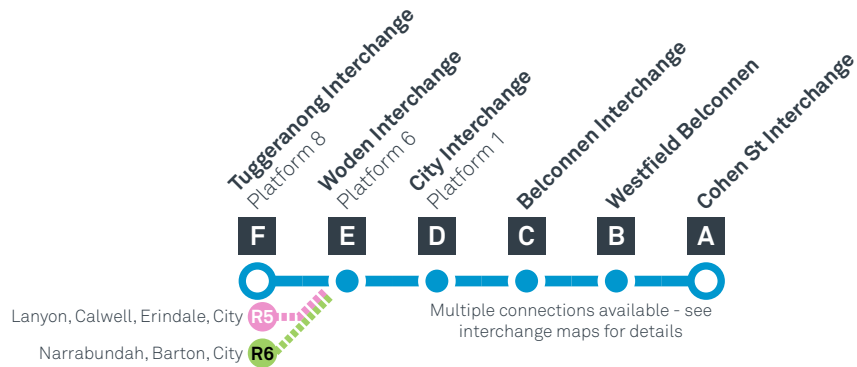 Tuggeranong Interchange
Platform 8
Woden Interchange
Platform 6
City Interchange
Platform 1
Belconnen Interchange
Westfield Belconnen
Cohen St Interchange
F
E
D
C
B
A
Lanyon, Calwell, Erindale, City R5
Multiple connections available - see
interchange maps for details
Narrabundah, Barton, City R6